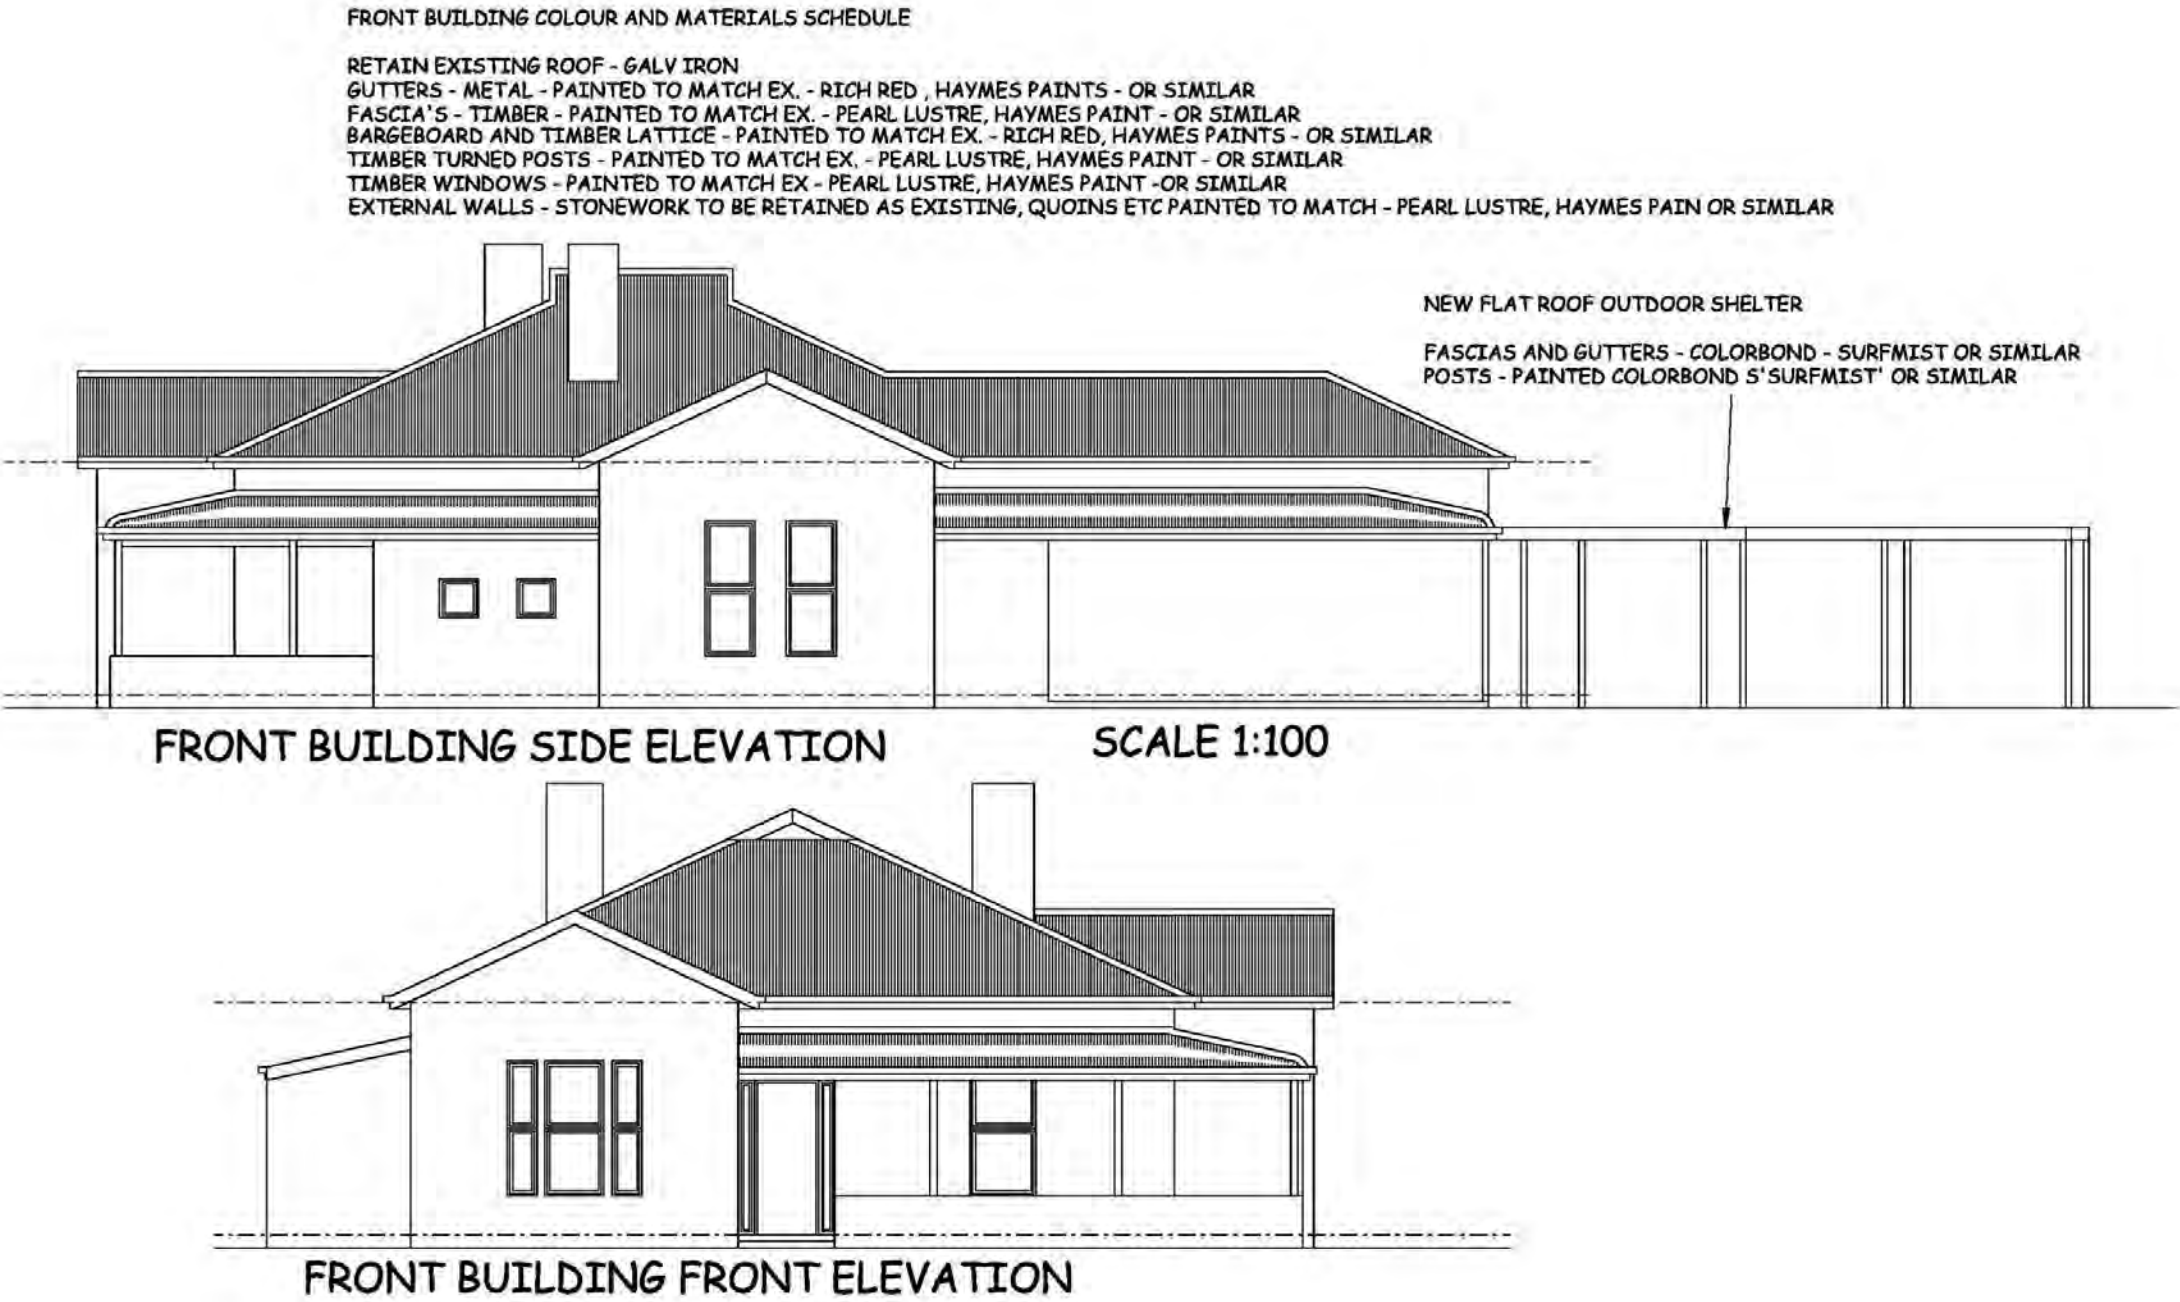 FRONT BUILDING COLOUR AND MATERIALS SCHEDULE
RETAIN EXISTING ROOF - GALV IRON
GUTTERS - METAL - PAINTED TO MATCH EX. - RICH RED , HAYMES PAINTS - OR SIMILAR
FASCIA'S - TIMBER - PAINTED TO MATCH EX. - PEARL LUSTRE, HAYMES PAINT - OR SIMILAR
BARGEBOARD AND TIMBER LATTICE - PAINTED TO MATCH EX. - RICH RED, HAYMES PAINTS - OR SIMILAR
TIMBER TURNED POSTS - PAINTED TO MATCH EX. - PEARL LUSTRE, HAYMES PAINT - OR SIMILAR
TIMBER WINDOWS - PAINTED TO MATCH EX - PEARL LUSTRE, HAYMES PAINT -OR SIMILAR
EXTERNAL WALLS - STONEWORK TO BE RETAINED AS EXISTING, QUOINS ETC PAINTED TO MATCH - PEARL LUSTRE, HAYMES PAIN OR SIMILAR
NEW FLAT ROOF OUTDOOR SHELTER
FASCIAS AND GUTTERS - COLORBOND - SURFMIST OR SIMILAR
POSTS - PAINTED COLORBOND S'SURFMIST' OR SIMILAR
FRONT BUILDING SIDE ELEVATION
SCALE 1:100
FRONT BUILDING FRONT ELEVATION